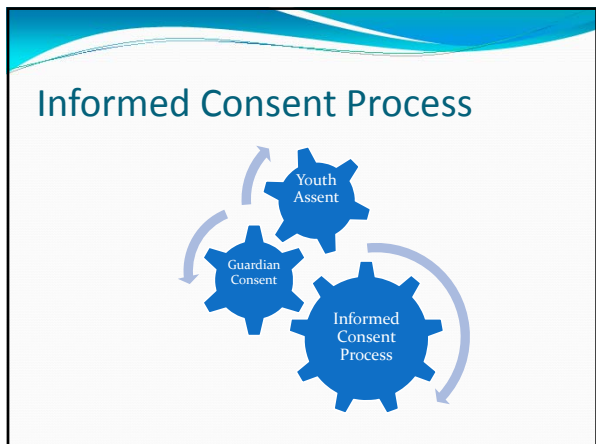 Informed Consent Process
Youth
Assent
Guardian
Consent
Informed
Consent
Process